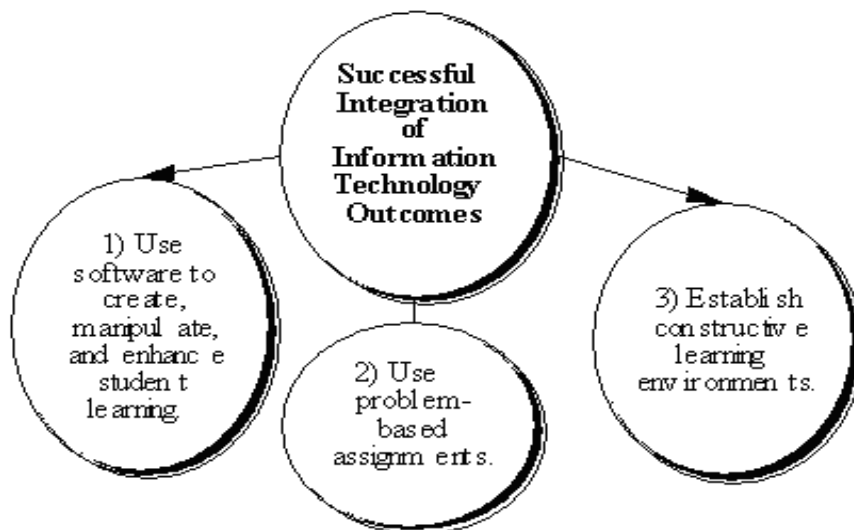 Successful
Integration
of
Information
Technology
Outcomes
1) Use
software to
create,
manipulate,
and enhance
student
learning.
2) Use
problem-
based
assignments.
3) Establish
constructive
learning
environments.